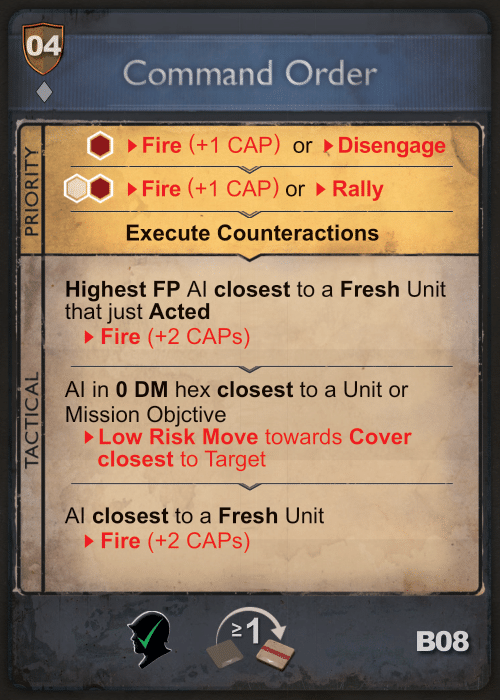 04
Command Order
PRIORITY
Fire (+1 CAP) or Disengage
Fire (+1 CAP) or Rally
Execute Counteractions
TACTICAL
Highest FP AI closest to a Fresh Unit
that just Acted
Fire (+2 CAPs)
AI in 0 DM hex closest to a Unit or
Mission Objctive
Low Risk Move towards Cover
closest to Target
AI closest to a Fresh Unit
Fire (+2 CAPs)
≥1
B08